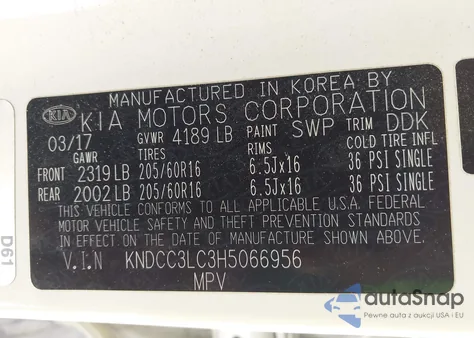 MANUFACTURED IN KOREA BY
KIA KIA MOTORS CORPORATION
03/17 GVWR 4189 LB PAINT SWP TRIM DDK
GAWR TIRES RIMS COLD TIRE INFL
FRONT 2319 LB 205/60R16 6.5Jx16 36 PSI SINGLE
REAR 2002 LB 205/60R16 6.5Jx16 36 PSI SINGLE
THIS VEHICLE CONFORMS TO ALL APPLICABLE U.S.A. FEDERAL
MOTOR VEHICLE SAFETY AND THEFT PREVENTION STANDARDS
IN EFFECT ON THE DATE OF MANUFACTURE SHOWN ABOVE.
V.I.N KNDCC3LC3H5066956
MPV
D61
autoSnap
Pewne auta z aukcji USA i EU